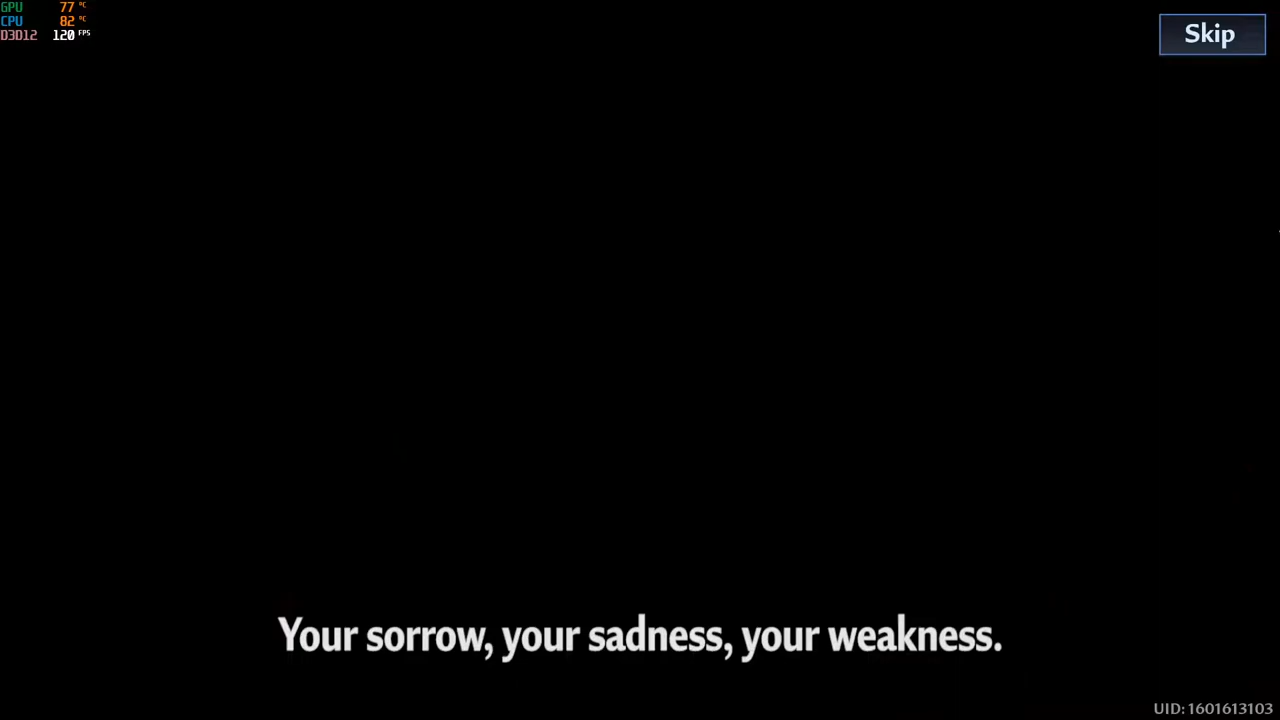 GPU 77 °C
CPU 82 °C
D3D12 120 FPS
Skip
Your sorrow, your sadness, your weakness.
UID: 1601613103